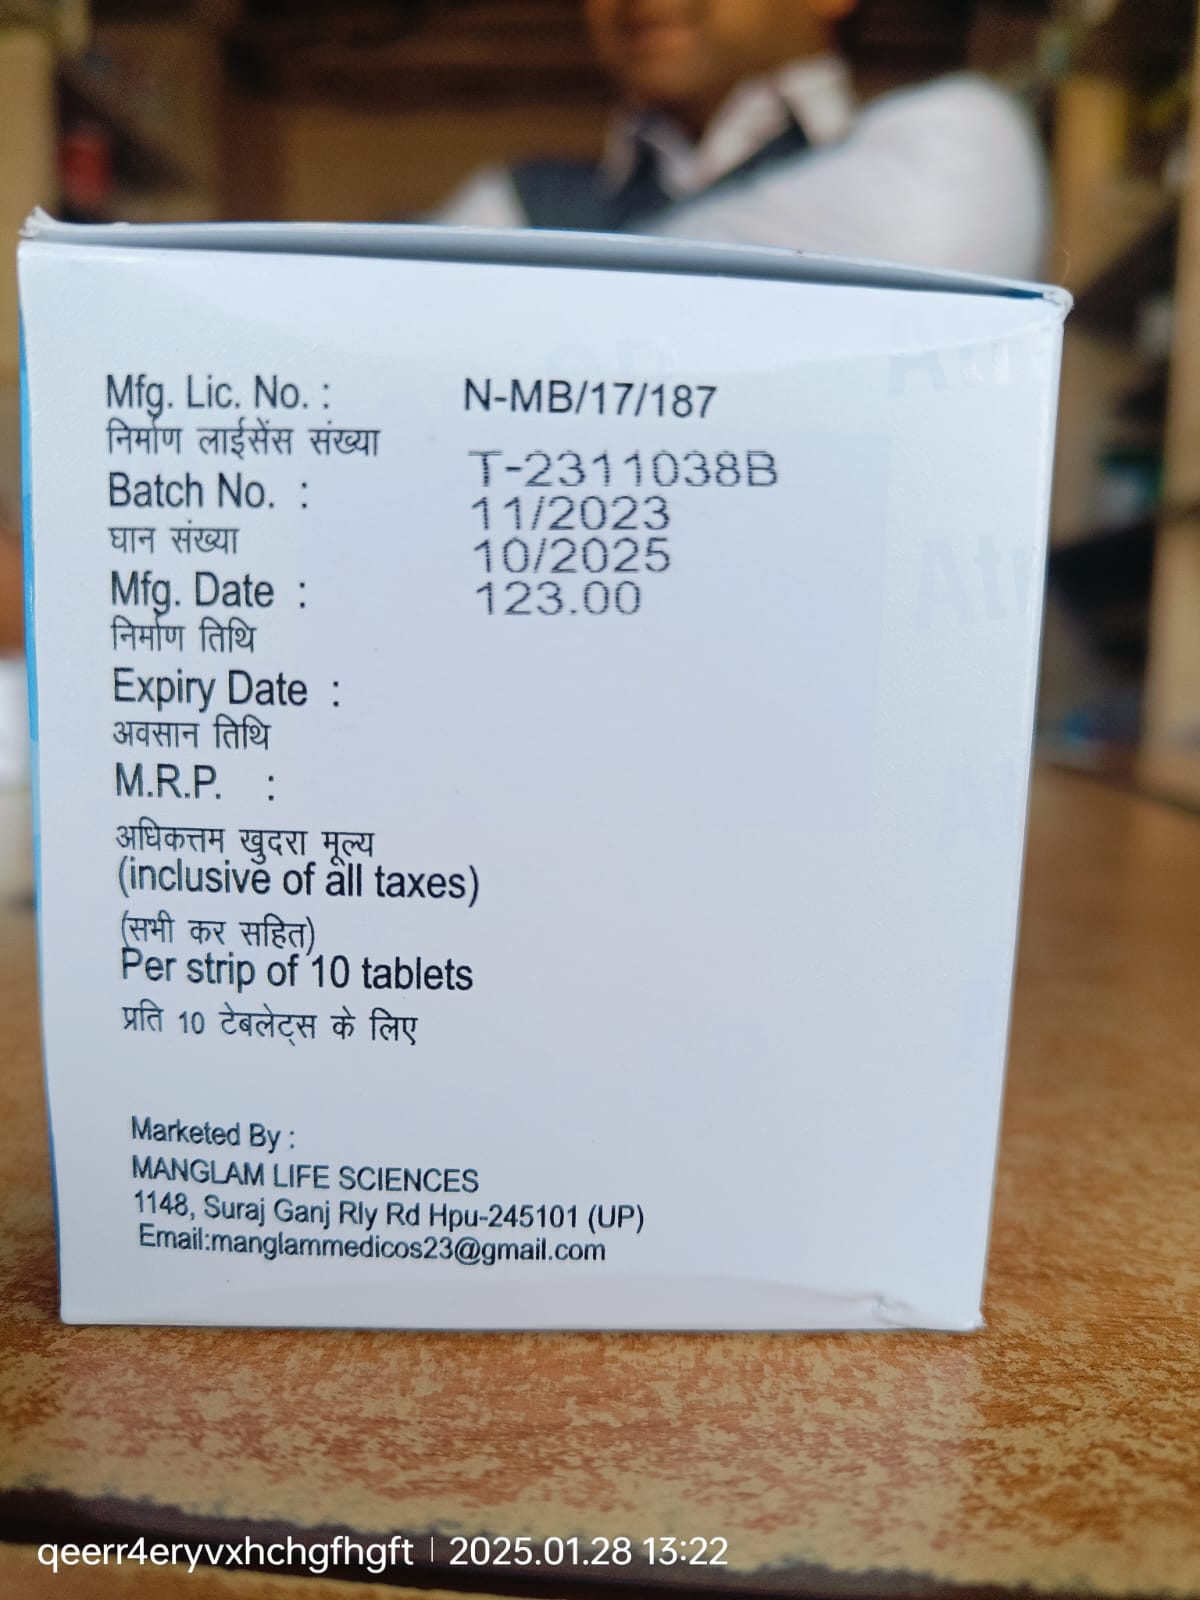 Mfg. Lic. No. : N-MB/17/187
निर्माण लाईसेंस संख्या
T-2311038B
Batch No. :
11/2023
घान संख्या
10/2025
Mfg. Date :
123.00
निर्माण तिथि
Expiry Date :
अवसान तिथि
M.R.P. :
अधिकत्तम खुदरा मूल्य
(inclusive of all taxes)
(सभी कर सहित)
Per strip of 10 tablets
प्रति 10 टेबलेट्स के लिए
Marketed By :
MANGLAM LIFE SCIENCES
1148, Suraj Ganj Rly Rd Hpu-245101 (UP)
Email:manglammedicos23@gmail.com
qeerr4eryvxhchgfhgft | 2025.01.28 13:22